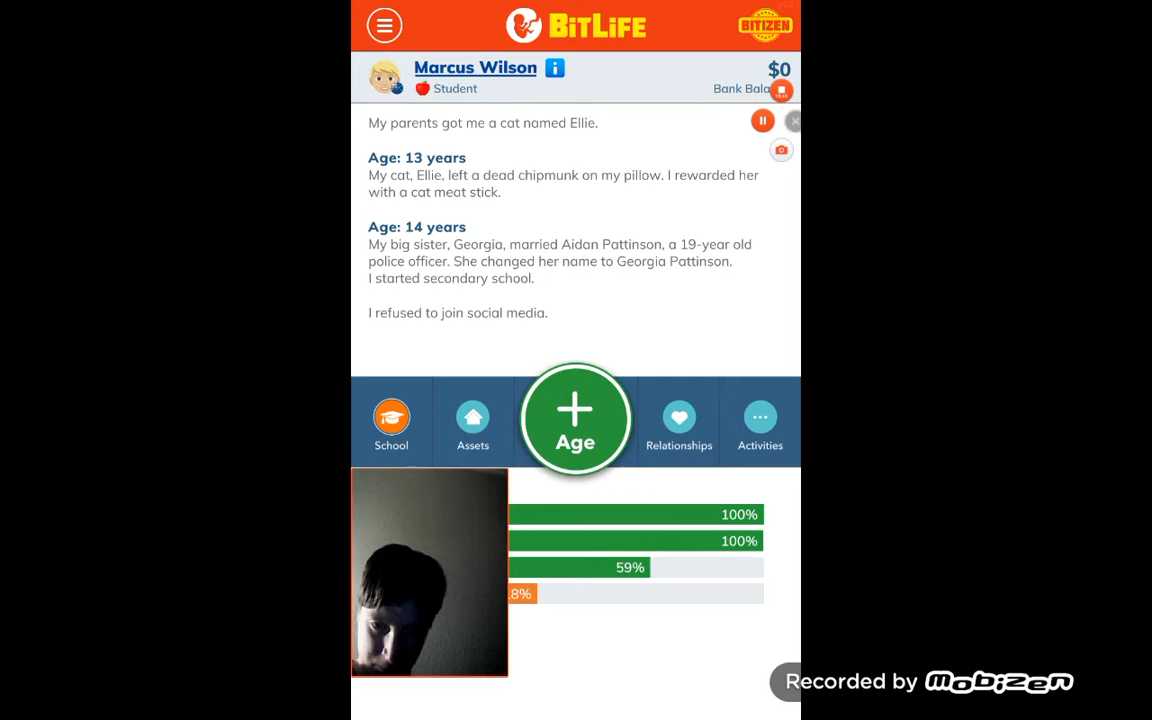 BitLife
BITIZEN
Marcus Wilson
$0
Student
Bank Bala
My parents got me a cat named Ellie.
Age: 13 years
My cat, Ellie, left a dead chipmunk on my pillow. I rewarded her
with a cat meat stick.
Age: 14 years
My big sister, Georgia, married Aidan Pattinson, a 19-year old
police officer. She changed her name to Georgia Pattinson.
I started secondary school.
I refused to join social media.
+
Age
School
Assets
Relationships
Activities
100%
100%
59%
8%
Recorded by mobizen